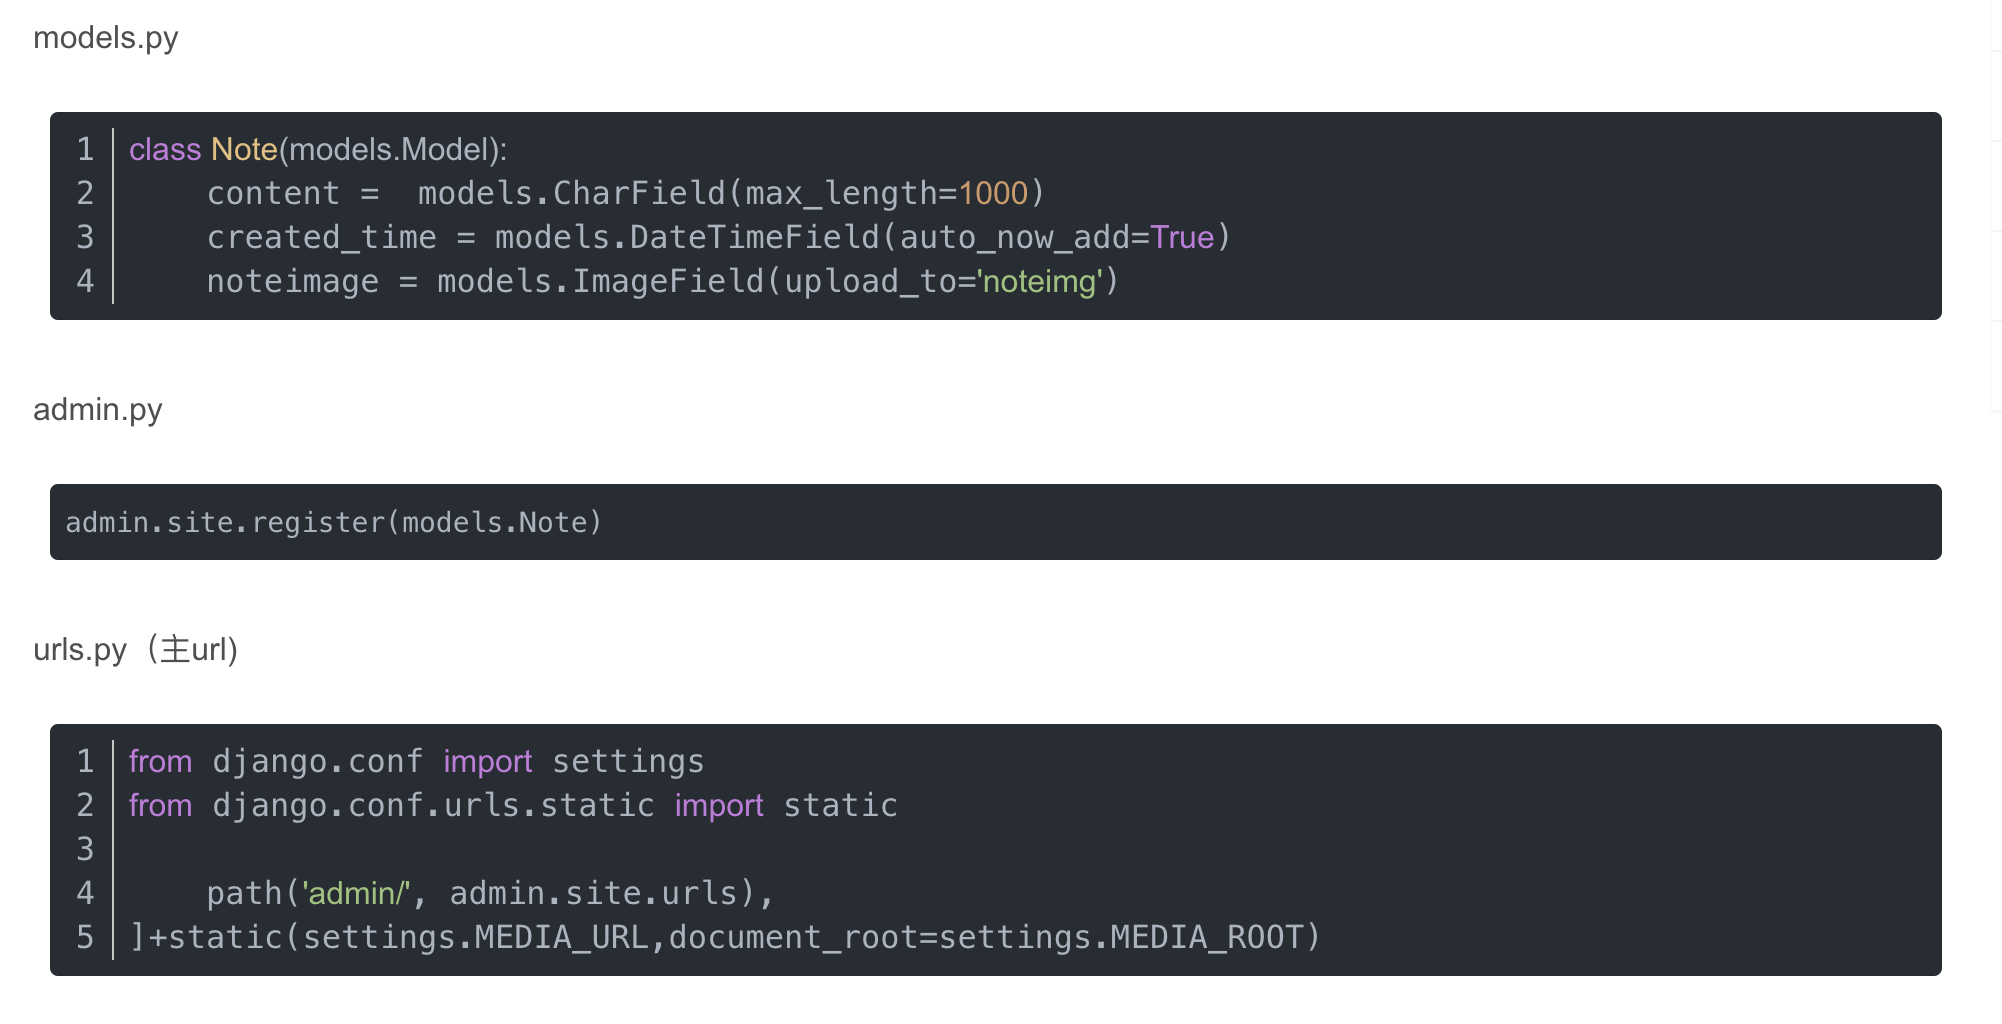 models.py
1 class Note(models.Model):
2     content =  models.CharField(max_length=1000)
3     created_time = models.DateTimeField(auto_now_add=True)
4     noteimage = models.ImageField(upload_to='noteimg')
admin.py
admin.site.register(models.Note)
urls.py（主url)
1 from django.conf import settings
2 from django.conf.urls.static import static
3
4     path('admin/', admin.site.urls),
5 ]+static(settings.MEDIA_URL,document_root=settings.MEDIA_ROOT)